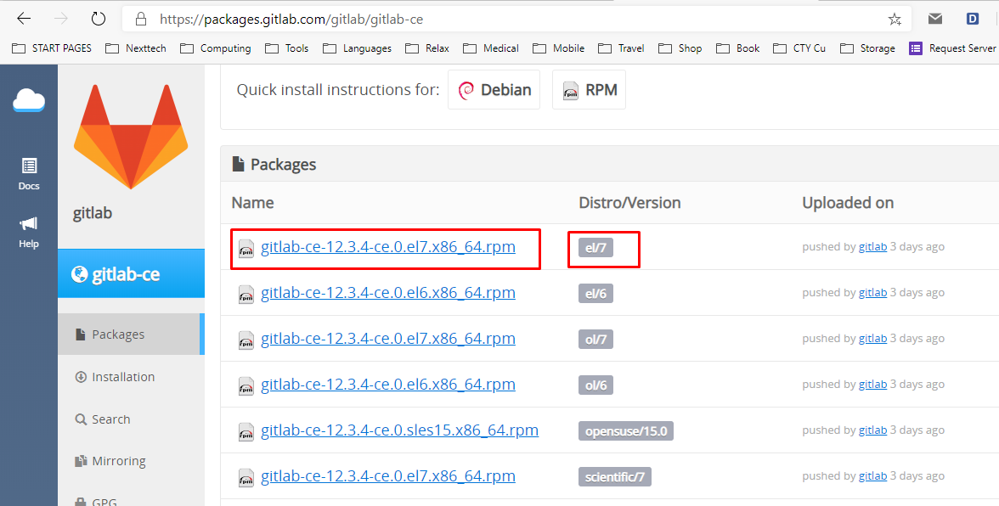 https://packages.gitlab.com/gitlab/gitlab-ce
D
START PAGES Nexttech Computing Tools Languages Relax Medical Mobile Travel Shop Book CTY Cu Storage Request Server
Quick install instructions for: Debian rpm RPM
Docs
Help
gitlab
gitlab-ce
Packages
Installation
Search
Mirroring
GPG
Packages
Name Distro/Version Uploaded on
rpm gitlab-ce-12.3.4-ce.0.el7.x86_64.rpm el/7 pushed by gitlab 3 days ago
rpm gitlab-ce-12.3.4-ce.0.el6.x86_64.rpm el/6 pushed by gitlab 3 days ago
rpm gitlab-ce-12.3.4-ce.0.el7.x86_64.rpm ol/7 pushed by gitlab 3 days ago
rpm gitlab-ce-12.3.4-ce.0.el6.x86_64.rpm ol/6 pushed by gitlab 3 days ago
rpm gitlab-ce-12.3.4-ce.0.sles15.x86_64.rpm opensuse/15.0 pushed by gitlab 3 days ago
rpm gitlab-ce-12.3.4-ce.0.el7.x86_64.rpm scientific/7 pushed by gitlab 3 days ago